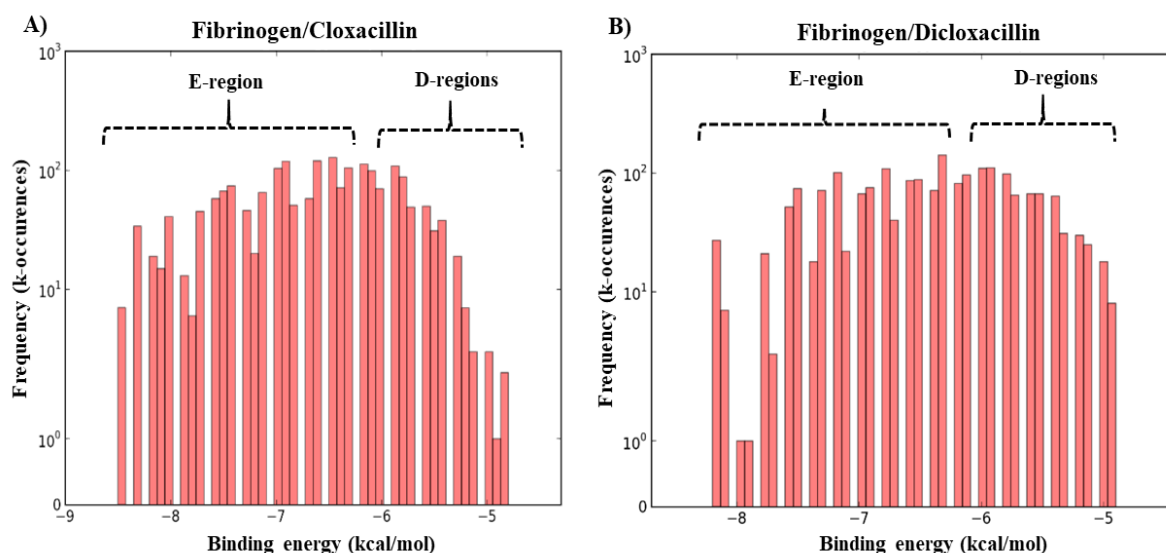 A)
Fibrinogen/Cloxacillin
E-region
D-regions
Frequency (k-occurences)
10³
10²
10¹
10⁰
0
−9
−8
−7
−6
−5
Binding energy (kcal/mol)
B)
Fibrinogen/Dicloxacillin
E-region
D-regions
Frequency (k-occurences)
10³
10²
10¹
10⁰
0
−8
−7
−6
−5
Binding energy (kcal/mol)